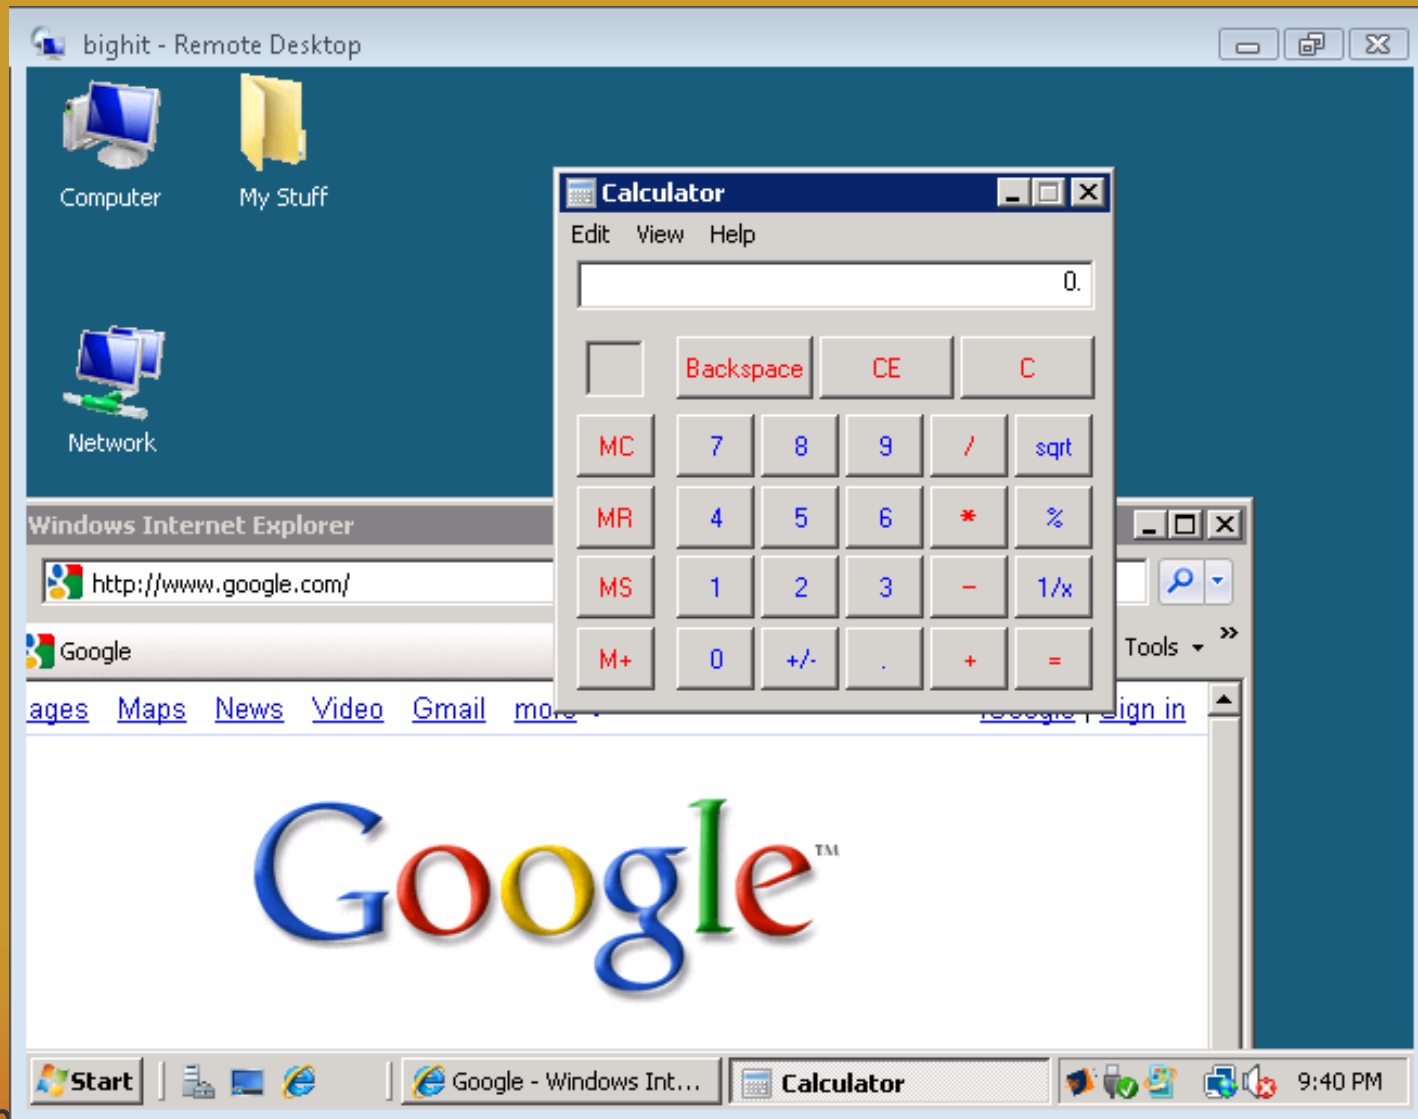 bighit - Remote Desktop
Computer
My Stuff
Network
Calculator
Edit View Help
0.
Backspace CE C
MC 7 8 9 / sqrt
MR 4 5 6 * %
MS 1 2 3 - 1/x
M+ 0 +/- . + =
Windows Internet Explorer
http://www.google.com/
Google
Tools »
ages Maps News Video Gmail
Sign in
Google™
Start
Google - Windows Int...
Calculator
9:40 PM